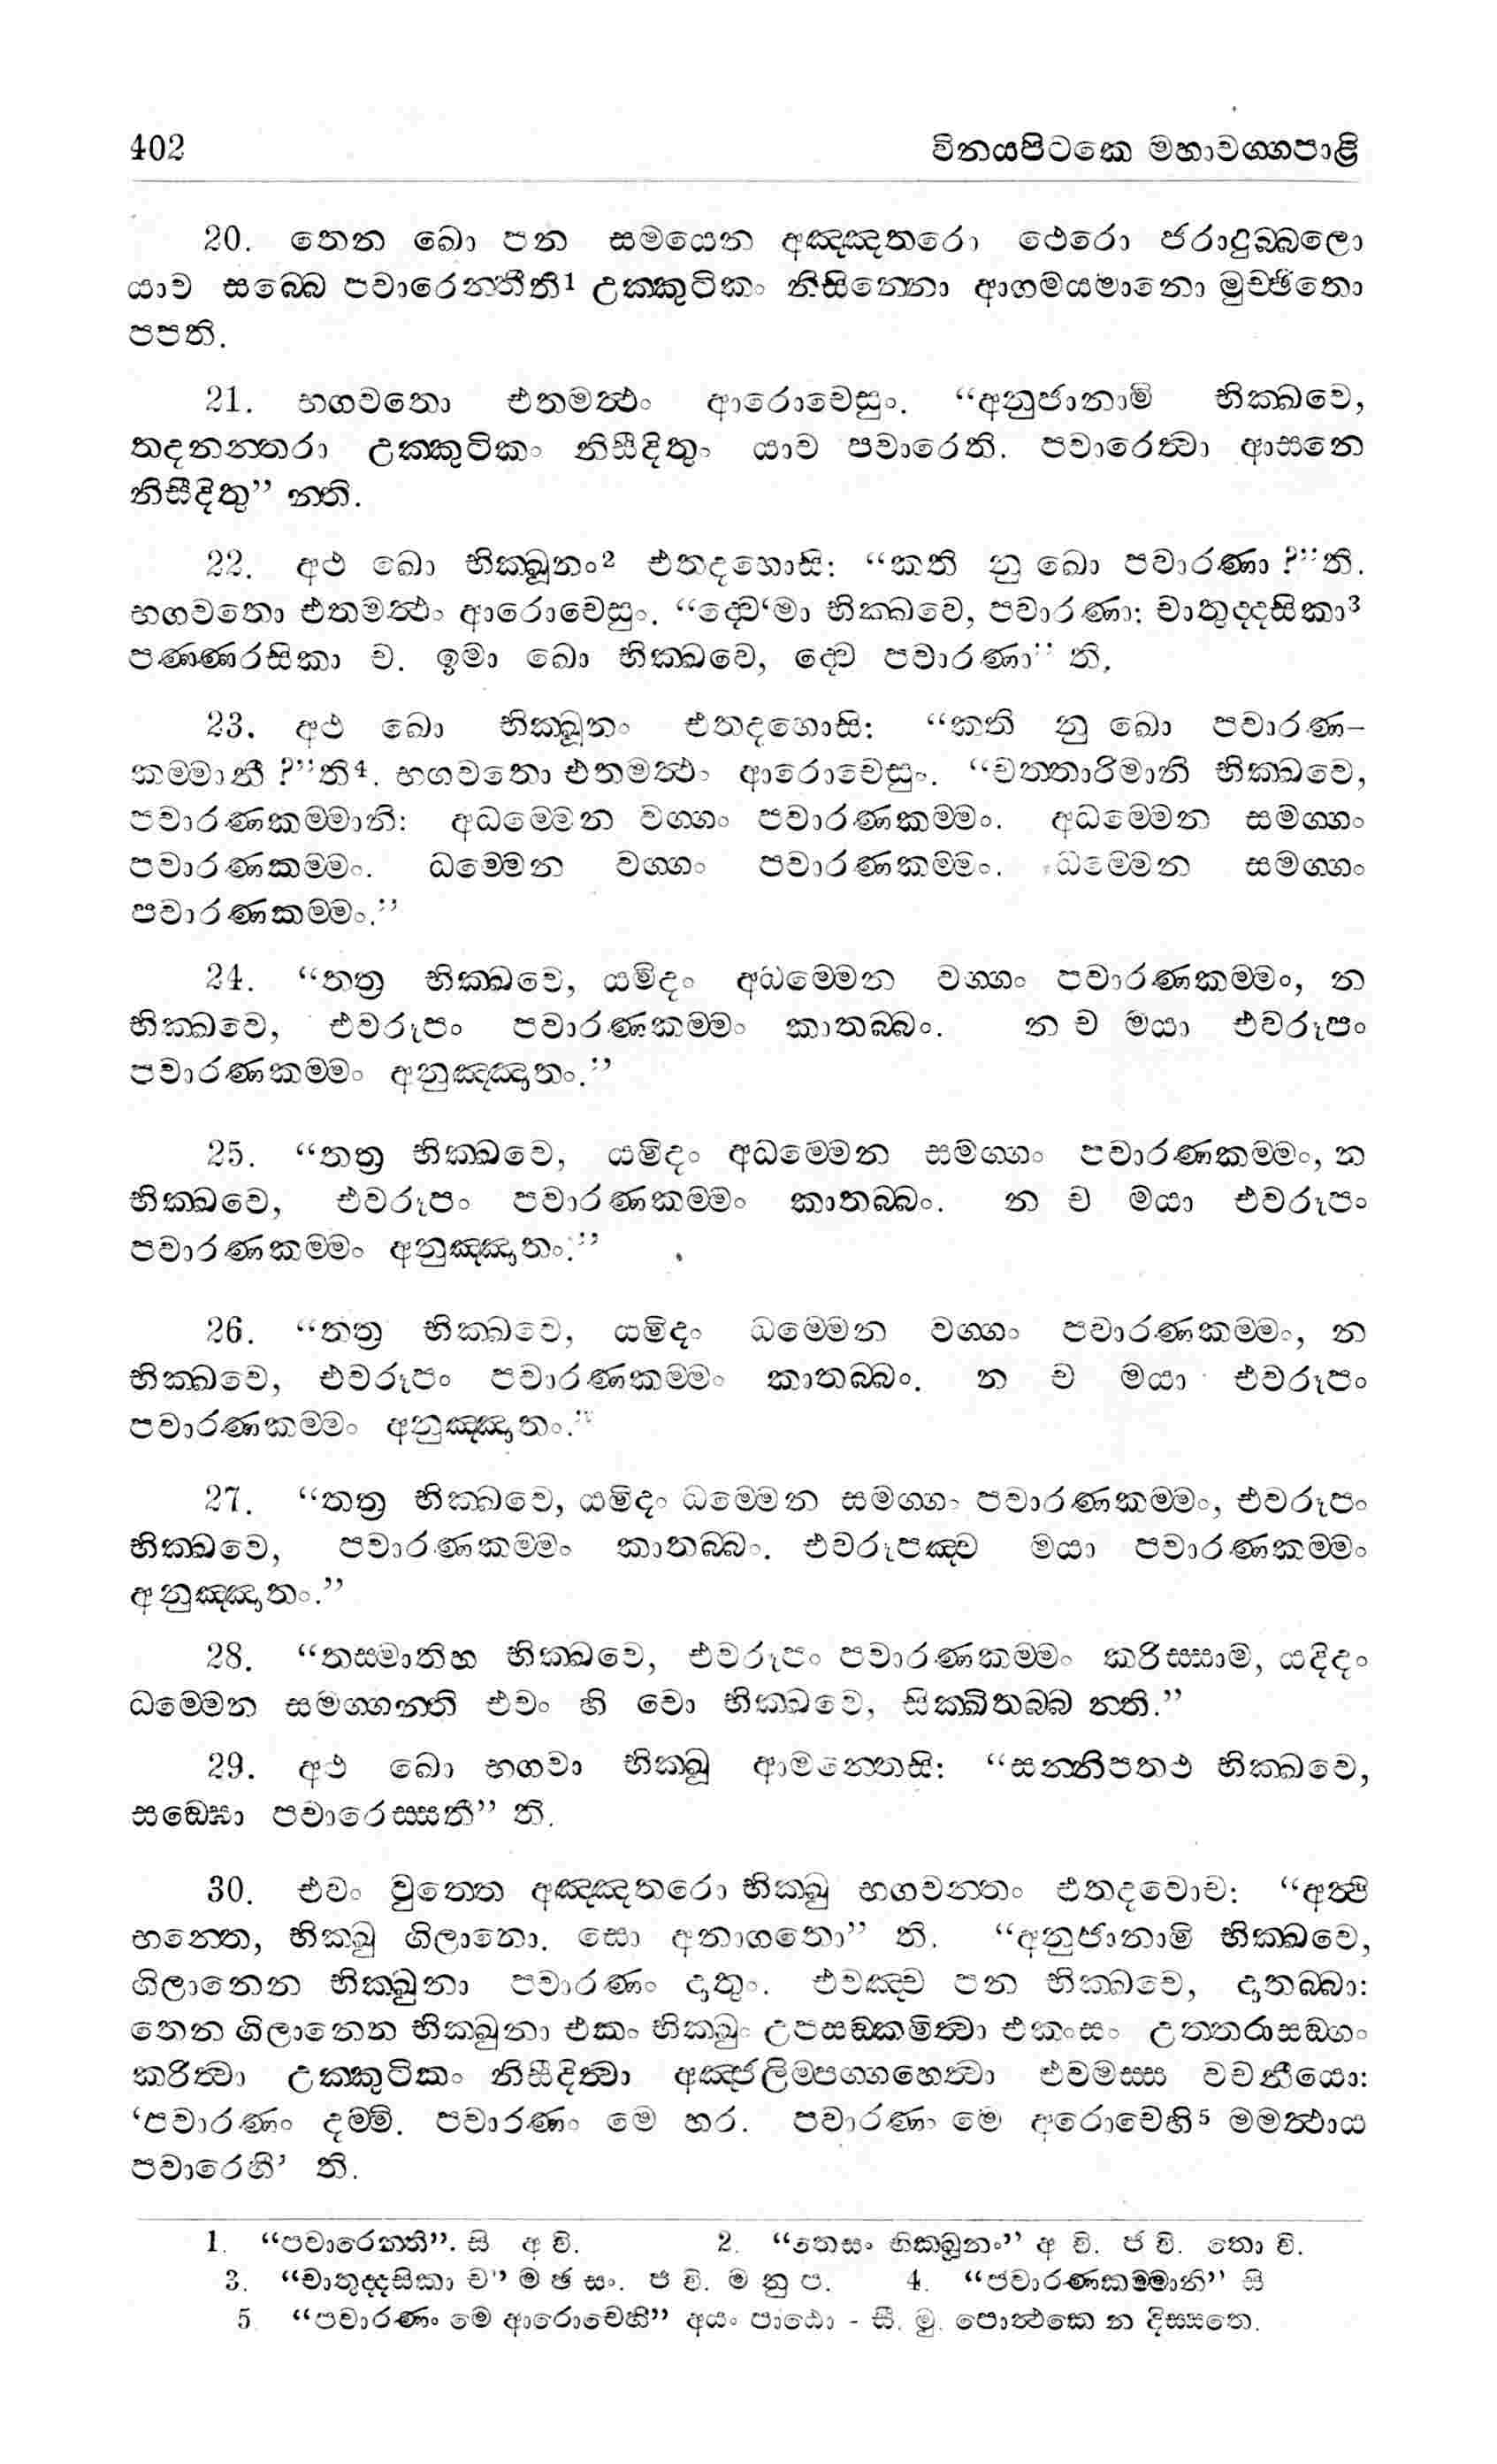 402 විනයපිටකෙ මහාවග්ගපාළි
20. තෙන ඛො පන සමයෙන අඤ්ඤතරො ථෙරො ජරාදුබ්බලො
යාව සබ්බෙ පවාරෙන්තීති1 උක්කුටිකං නිසින්නො ආගමයමානො මුච්ඡිතො
පපති.
21. භගවතො එතමත්ථං ආරොචෙසුං. “අනුජානාමි භික්ඛවෙ,
තදනන්තරා උක්කුටිකං නිසීදිතුං යාව පවාරෙති. පවාරෙත්වා ආසනෙ
නිසීදිතු” න්ති.
22. අථ ඛො භික්ඛූනං2 එතදහොසි: “කති නු ඛො පවාරණා ?”ති.
භගවතො එතමත්ථං ආරොචෙසුං. “ද්වෙ‘මා භික්ඛවෙ, පවාරණා: චාතුද්දසිකා3
පණ්ණරසිකා ච. ඉමා ඛො භික්ඛවෙ, ද්වෙ පවාරණා” ති.
23. අථ ඛො භික්ඛූනං එතදහොසි: “කති නු ඛො පවාරණ–
කම්මානී ?”ති4. භගවතො එතමත්ථං ආරොචෙසුං. “චත්තාරිමානි භික්ඛවෙ,
පවාරණකම්මානි: අධම්මෙන වග්ගං පවාරණකම්මං. අධම්මෙන සමග්ගං
පවාරණකම්මං. ධම්මෙන වග්ගං පවාරණකම්මං. ධම්මෙන සමග්ගං
පවාරණකම්මං.”
24. “තත්‍ර භික්ඛවෙ, යමිදං අධම්මෙන වග්ගං පවාරණකම්මං, න
භික්ඛවෙ, එවරූපං පවාරණකම්මං කාතබ්බං. න ච මයා එවරූපං
පවාරණකම්මං අනුඤ්ඤාතං.”
25. “තත්‍ර භික්ඛවෙ, යමිදං අධම්මෙන සමග්ගං පවාරණකම්මං, න
භික්ඛවෙ, එවරූපං පවාරණකම්මං කාතබ්බං. න ච මයා එවරූපං
පවාරණකම්මං අනුඤ්ඤාතං.”
26. “තත්‍ර භික්ඛවෙ, යමිදං ධම්මෙන වග්ගං පවාරණකම්මං, න
භික්ඛවෙ, එවරූපං පවාරණකම්මං කාතබ්බං. න ච මයා එවරූපං
පවාරණකම්මං අනුඤ්ඤාතං.”
27. “තත්‍ර භික්ඛවෙ, යමිදං ධම්මෙන සමග්ගං පවාරණකම්මං, එවරූපං
භික්ඛවෙ, පවාරණකම්මං කාතබ්බං. එවරූපඤ්ච මයා පවාරණකම්මං
අනුඤ්ඤාතං.”
28. “තස්මාතිහ භික්ඛවෙ, එවරූපං පවාරණකම්මං කරිස්සාම, යදිදං
ධම්මෙන සමග්ගන්ති එවං හි වො භික්ඛවෙ, සික්ඛිතබ්බ න්ති.”
29. අථ ඛො භගවා භික්ඛූ ආමන්තෙසි: “සන්නිපතථ භික්ඛවෙ,
සඞ්ඝො පවාරෙස්සතී” ති.
30. එවං වුත්තෙ අඤ්ඤතරො භික්ඛු භගවන්තං එතදවොච: “අත්ථි
භන්තෙ, භික්ඛු ගිලානො. සො අනාගතො” ති. “අනුජානාමි භික්ඛවෙ,
ගිලානෙන භික්ඛුනා පවාරණං දාතුං. එවඤ්ච පන භික්ඛවෙ, දාතබ්බා:
තෙන ගිලානෙන භික්ඛුනා එකං භික්ඛුං උපසඞ්කමිත්වා එකංසං උත්තරාසඞ්ගං
කරිත්වා උක්කුටිකං නිසීදිත්වා අඤ්ජලිම්පග්ගහෙත්වා එවමස්ස වචනීයො:
‘පවාරණං දම්මි. පවාරණං මෙ හර. පවාරණං මෙ අරොචෙහි5 මමත්ථාය
පවාරෙහී’ ති.
1. “පවාරෙන්ති”. සි අ වි. 2. “තෙසං භික්ඛූනං” අ වි. ජ වි. තො වි.
3. “චාතුද්දසිකා ච” ම ඡ සං. ජ වි. ම නු ප. 4. “පවාරණකම්මානි” සි
5. “පවාරණං මෙ ආරොචෙහි” අයං පාඨො - සී. මු. පොත්ථකෙ න දිස්සතෙ.